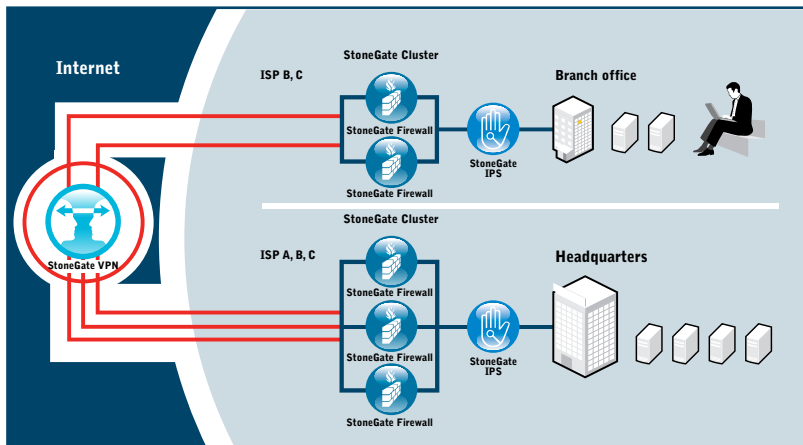 Internet
StoneGate VPN
StoneGate Cluster
ISP B, C
StoneGate Firewall
StoneGate Firewall
StoneGate
IPS
Branch office
StoneGate Cluster
ISP A, B, C
StoneGate Firewall
StoneGate Firewall
StoneGate Firewall
StoneGate
IPS
Headquarters